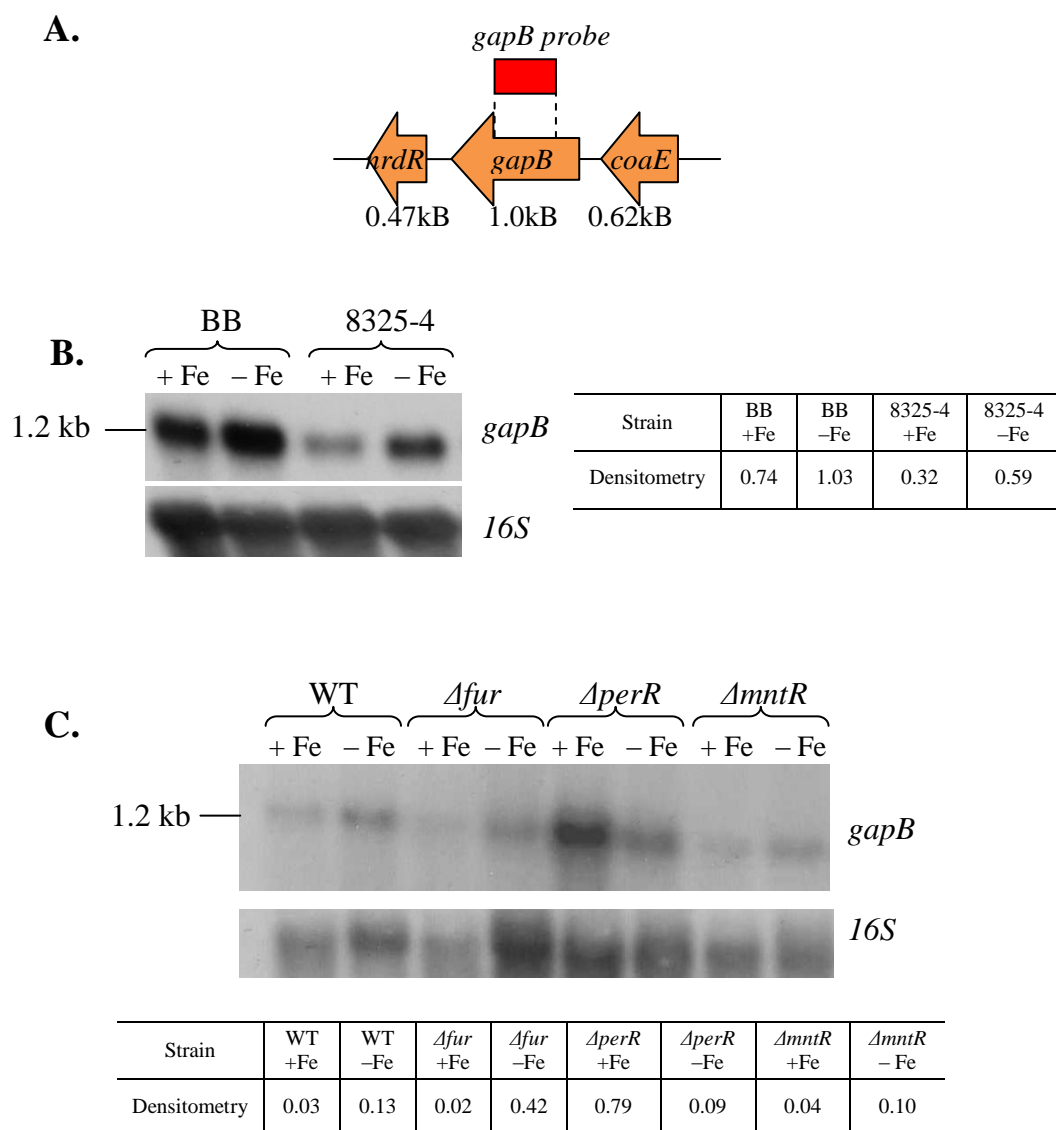 A.
gapB probe
nrdR gapB coaE
0.47kB 1.0kB 0.62kB
BB 8325-4
B.
+ Fe – Fe + Fe – Fe
1.2 kb
gapB
16S
Strain BB +Fe BB –Fe 8325-4 +Fe 8325-4 –Fe
Densitometry 0.74 1.03 0.32 0.59
WT Δfur ΔperR ΔmntR
C.
+ Fe – Fe + Fe – Fe + Fe – Fe + Fe – Fe
1.2 kb
gapB
16S
Strain WT +Fe WT –Fe Δfur +Fe Δfur –Fe ΔperR +Fe ΔperR –Fe ΔmntR +Fe ΔmntR – Fe
Densitometry 0.03 0.13 0.02 0.42 0.79 0.09 0.04 0.10